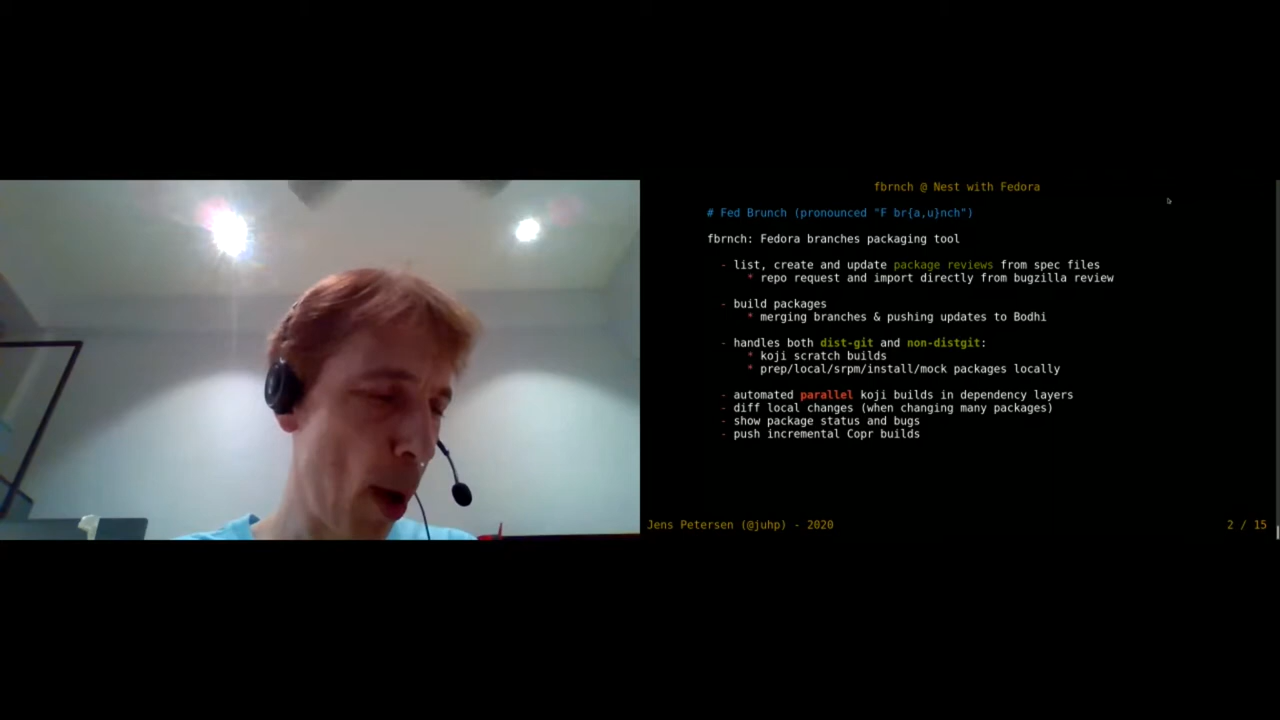 fbrnch @ Nest with Fedora
# Fed Brunch (pronounced "F br{a,u}nch")
fbrnch: Fedora branches packaging tool
- list, create and update package reviews from spec files
* repo request and import directly from bugzilla review
- build packages
* merging branches & pushing updates to Bodhi
- handles both dist-git and non-distgit:
* koji scratch builds
* prep/local/srpm/install/mock packages locally
- automated parallel koji builds in dependency layers
- diff local changes (when changing many packages)
- show package status and bugs
- push incremental Copr builds
Jens Petersen (@juhp) - 2020
2 / 15